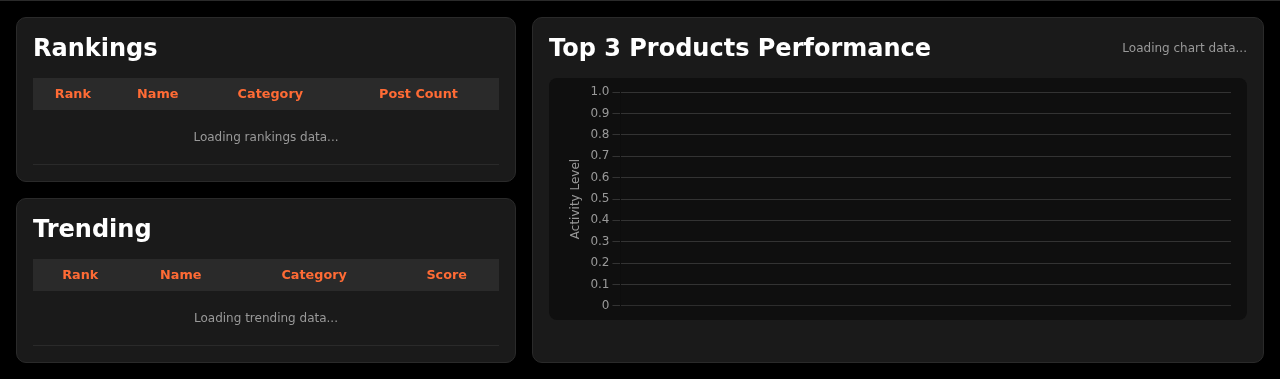 Rankings
Rank Name Category Post Count
Loading rankings data...
Trending
Rank Name Category Score
Loading trending data...
Top 3 Products Performance
Loading chart data...
Activity Level
1.0
0.9
0.8
0.7
0.6
0.5
0.4
0.3
0.2
0.1
0